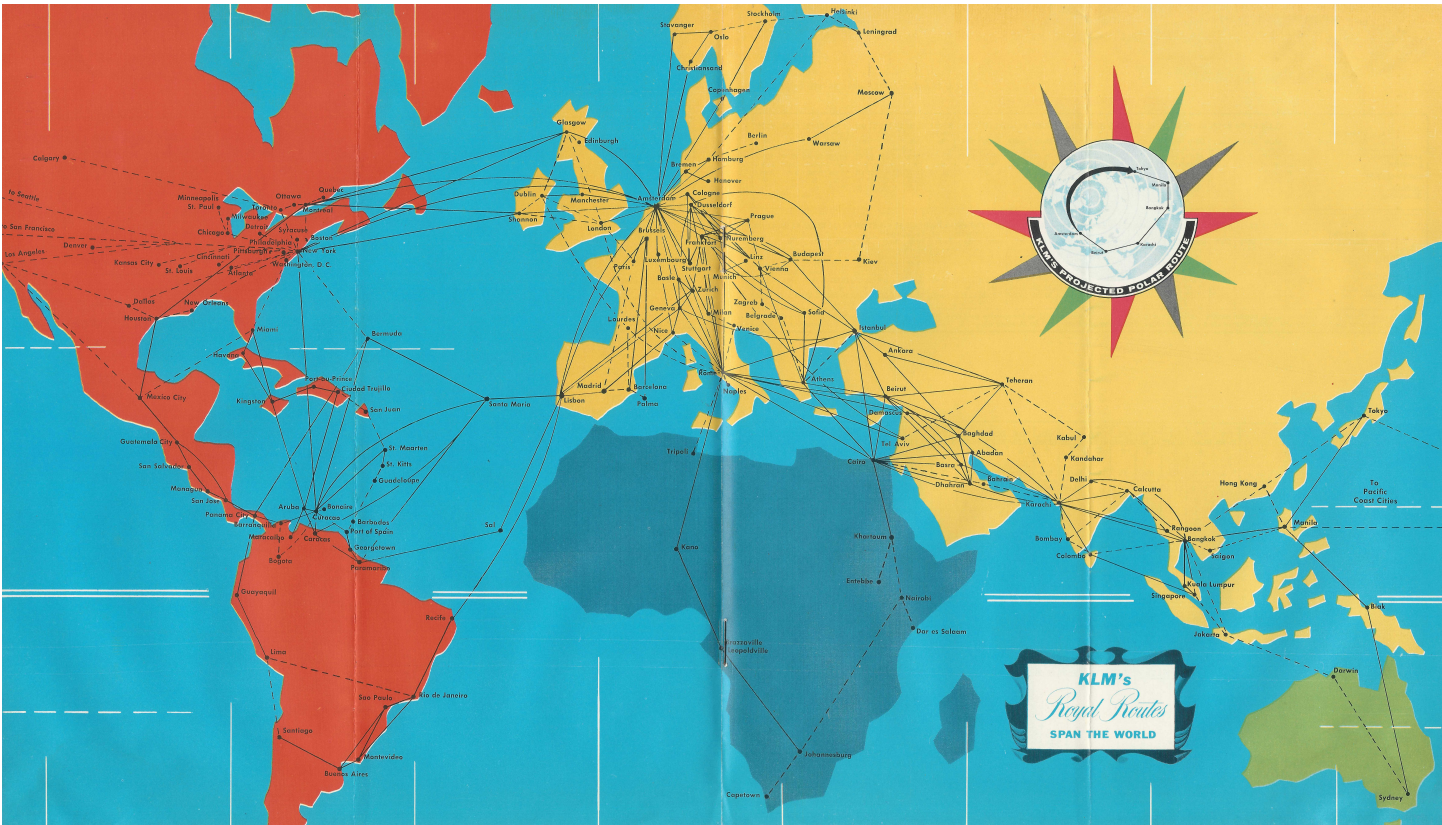 Stockholm
Helsinki
Stavanger
Oslo
Leningrad
Christiansand
Copenhagen
Moscow
Glasgow
Edinburgh
Berlin
Warsaw
Calgary
Hamburg
Bremen
Hanover
Tokyo
Manila
Bangkok
Karachi
Beirut
Amsterdam
KLM'S PROJECTED POLAR ROUTE
to Seattle
Quebec
Ottawa
Minneapolis
St. Paul
Toronto
Montreal
Milwaukee
Dublin
Manchester
Amsterdam
Cologne
Dusseldorf
Shannon
London
Prague
San Francisco
Chicago
Detroit
Syracuse
Boston
Brussels
Frankfurt
Nuremberg
Philadelphia
Pittsburgh
New York
Los Angeles
Denver
Cincinnati
Washington, D.C.
Kansas City
St. Louis
Atlanta
Luxembourg
Linz
Budapest
Kiev
Paris
Stuttgart
Vienna
Basle
Munich
Zurich
Dallas
New Orleans
Houston
Geneva
Milan
Zagreb
Belgrade
Sofia
Lourdes
Nice
Venice
Istanbul
Miami
Bermuda
Havana
Ankara
Rome
Athens
Teheran
Port-au-Prince
Ciudad Trujillo
Madrid
Barcelona
Naples
Beirut
Mexico City
Kingston
San Juan
Santa Maria
Lisbon
Palma
Damascus
Tokyo
Guatemala City
St. Maarten
Tel Aviv
Baghdad
Kabul
Tripoli
Abadan
San Salvador
St. Kitts
Cairo
Basra
Kandahar
Guadeloupe
Dhahran
Bahrain
Delhi
Calcutta
Hong Kong
To
Pacific
Coast Cities
Managua
San Jose
Panama City
Aruba
Bonaire
Curacao
Karachi
Barranquilla
Barbados
Port of Spain
Sal
Manila
Maracaibo
Caracas
Georgetown
Kano
Khartoum
Bombay
Rangoon
Bangkok
Colombo
Saigon
Bogota
Paramaribo
Entebbe
Kuala Lumpur
Guayaquil
Nairobi
Singapore
Biak
Recife
Dar es Salaam
Jakarta
Brazzaville
Leopoldville
Lima
Darwin
Sao Paulo
Rio de Janeiro
KLM's
Royal Routes
SPAN THE WORLD
Santiago
Montevideo
Johannesburg
Buenos Aires
Capetown
Sydney